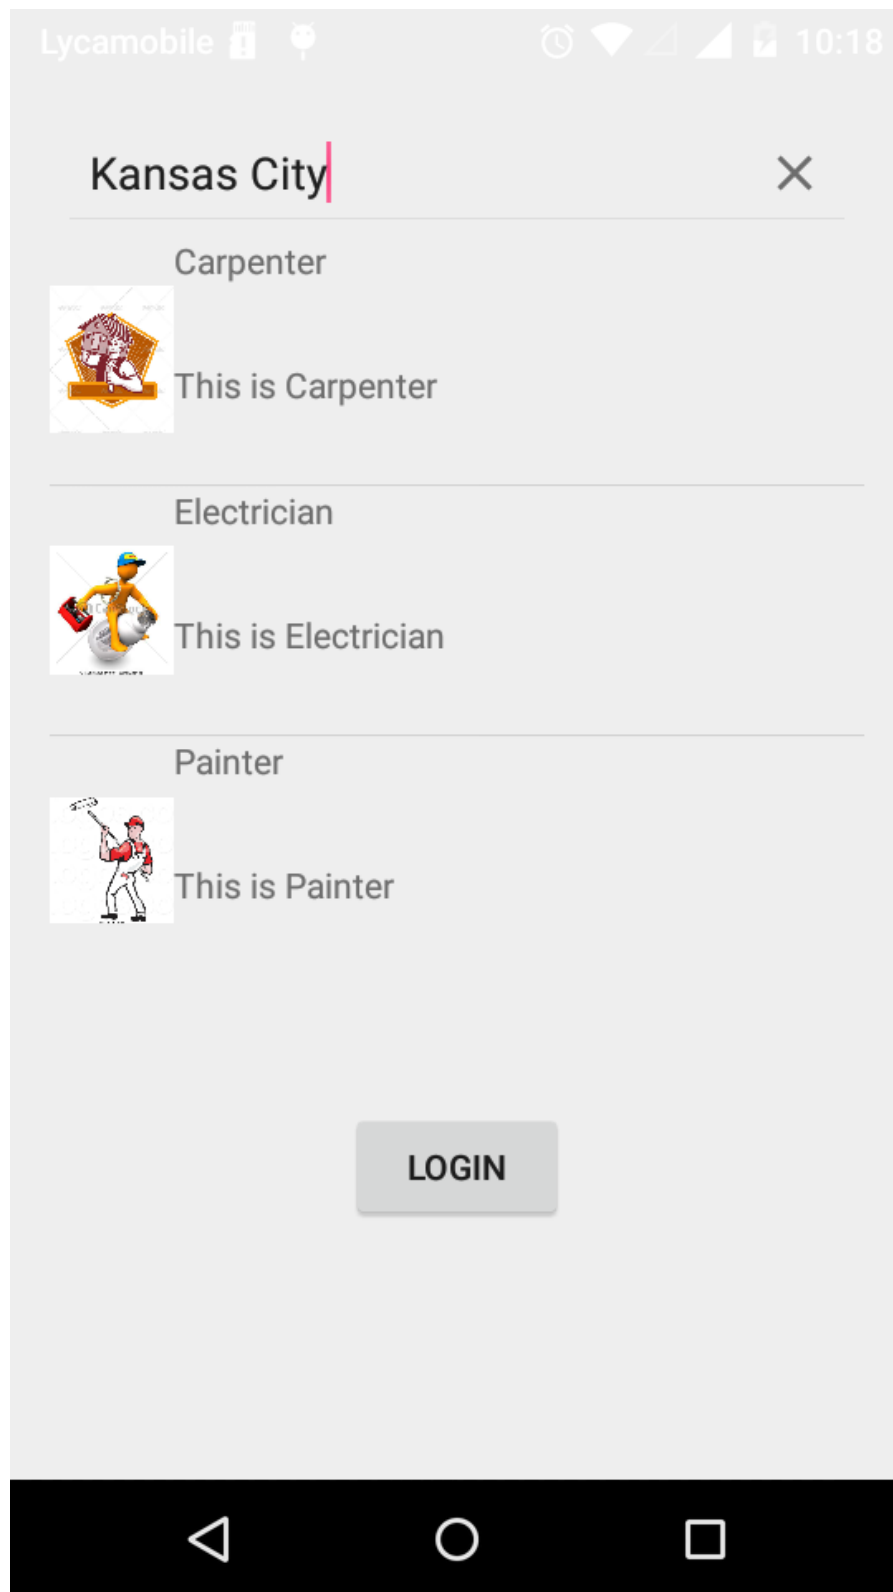 Lycamobile 10:18
Kansas City
Carpenter
This is Carpenter
Electrician
This is Electrician
Painter
This is Painter
LOGIN